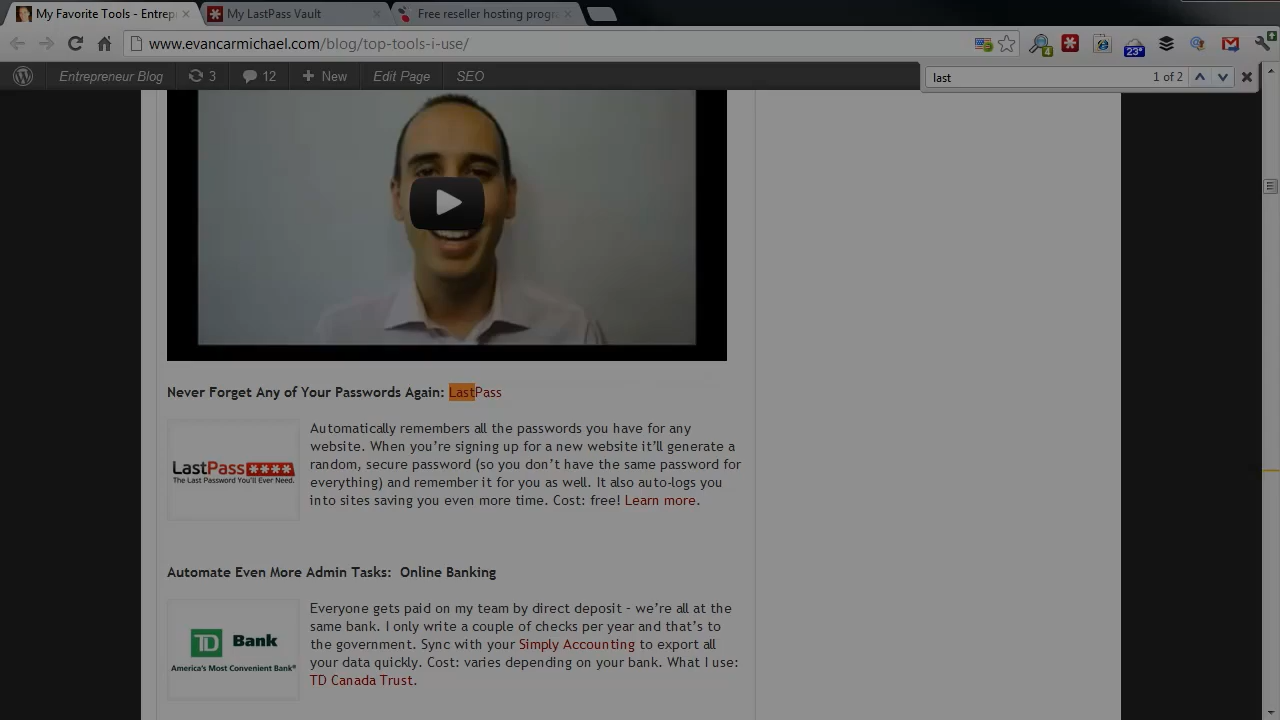 My Favorite Tools - Entrep
My LastPass Vault
Free reseller hosting progra
www.evancarmichael.com/blog/top-tools-i-use/
4
23°
Entrepreneur Blog 3 12 + New Edit Page SEO
last 1 of 2
Never Forget Any of Your Passwords Again: LastPass
LastPass ****
The Last Password You'll Ever Need.
Automatically remembers all the passwords you have for any
website. When you're signing up for a new website it'll generate a
random, secure password (so you don't have the same password for
everything) and remember it for you as well. It also auto-logs you
into sites saving you even more time. Cost: free! Learn more.
Automate Even More Admin Tasks: Online Banking
TD Bank
America's Most Convenient Bank®
Everyone gets paid on my team by direct deposit – we're all at the
same bank. I only write a couple of checks per year and that's to
the government. Sync with your Simply Accounting to export all
your data quickly. Cost: varies depending on your bank. What I use:
TD Canada Trust.